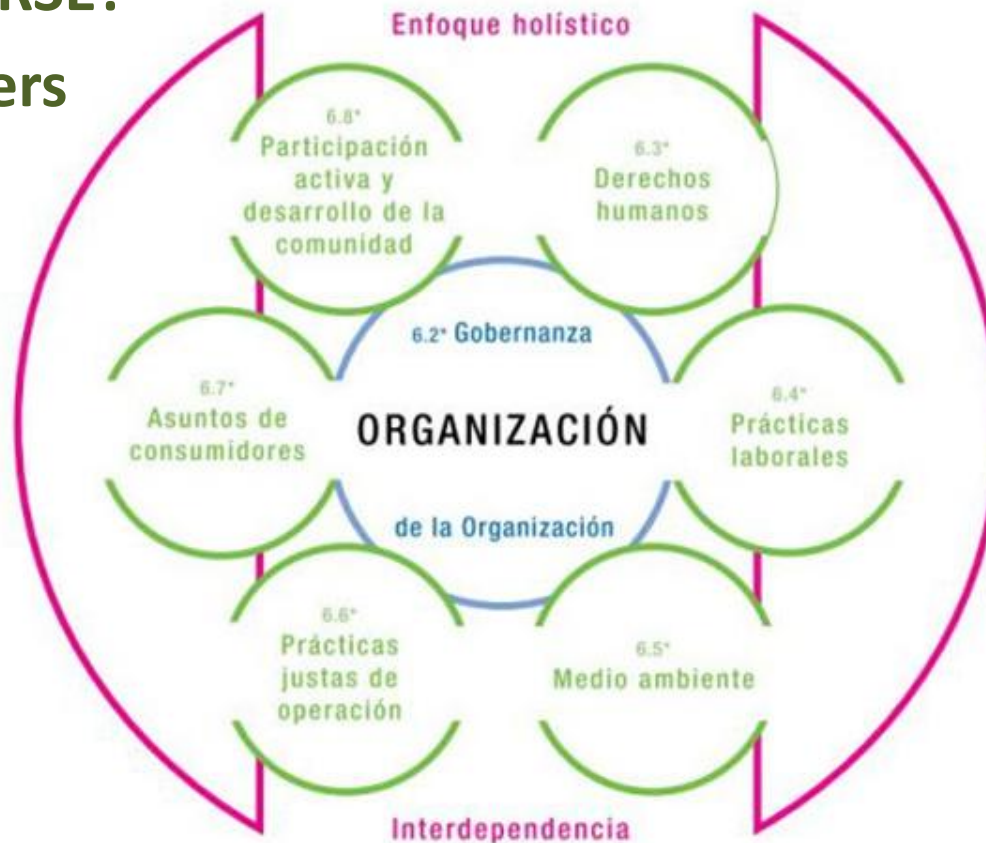 RSE?
ers
Enfoque holístico
6.8*
Participación
activa y
desarrollo de la
comunidad
6.3*
Derechos
humanos
6.2* Gobernanza
6.7*
Asuntos de
consumidores
ORGANIZACIÓN
6.4*
Prácticas
laborales
de la Organización
6.6*
Prácticas
justas de
operación
6.5*
Medio ambiente
Interdependencia